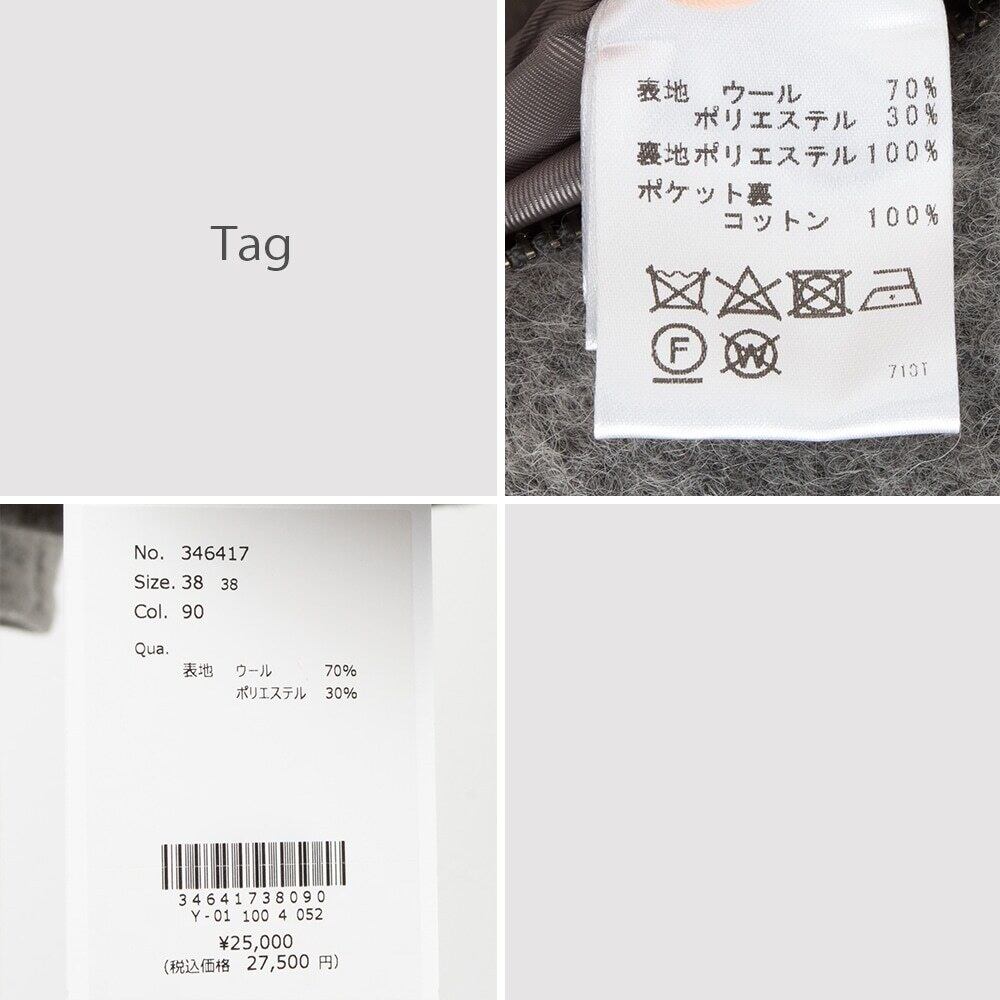 Tag
表地 ウール 70%
ポリエステル 30%
裏地ポリエステル100%
ポケット裏
コットン 100%
F
W
710T
No. 346417
Size. 38 38
Col. 90
Qua.
表地 ウール 70%
ポリエステル 30%
34641738090
Y-01 100 4 052
¥25,000
(税込価格 27,500 円)